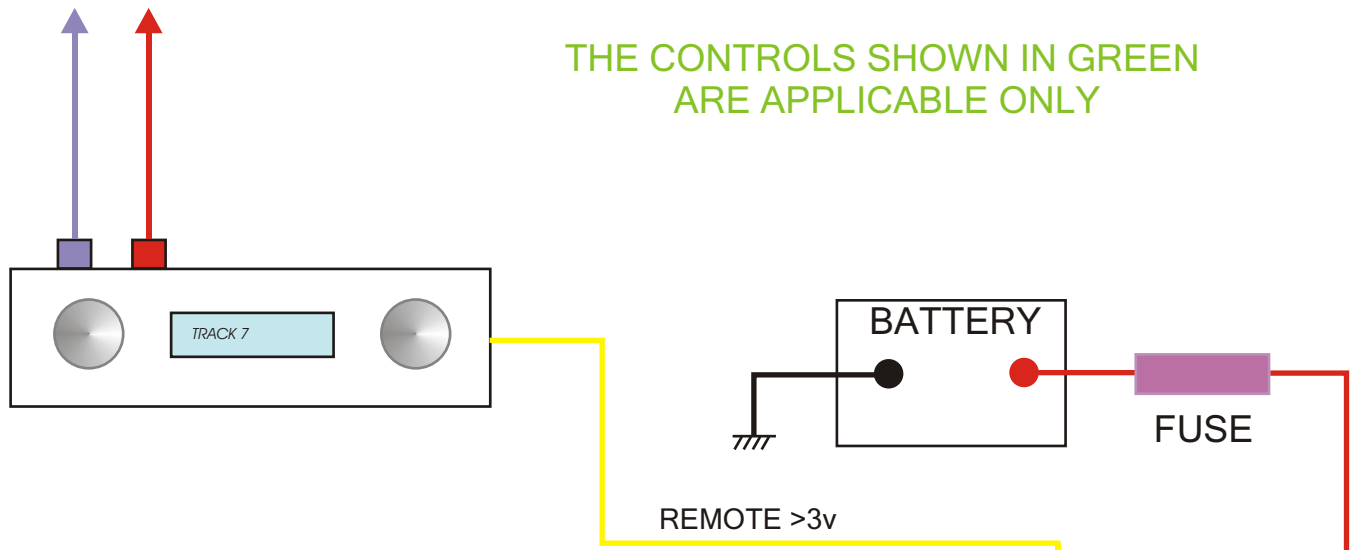 THE CONTROLS SHOWN IN GREEN
ARE APPLICABLE ONLY
TRACK 7
BATTERY
FUSE
REMOTE >3v